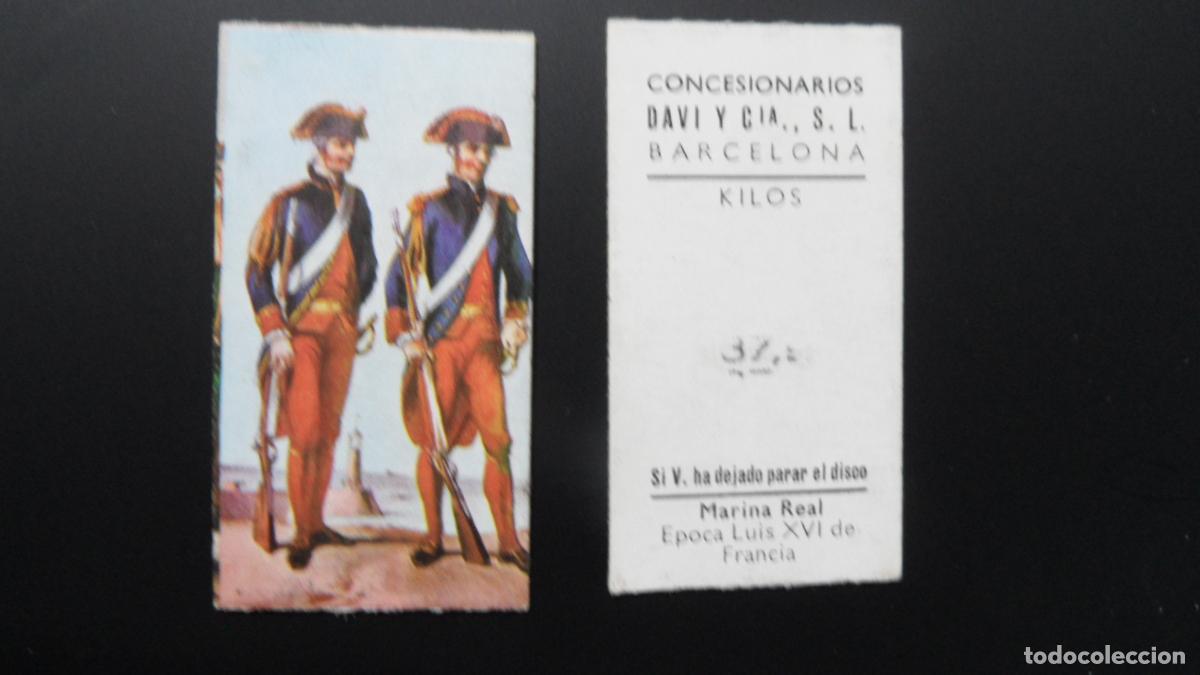 CONCESIONARIOS
DAVI Y CIA., S. L.
BARCELONA
KILOS
Si V. ha dejado parar el disco
Marina Real
Epoca Luis XVI de
Francia
todocoleccion